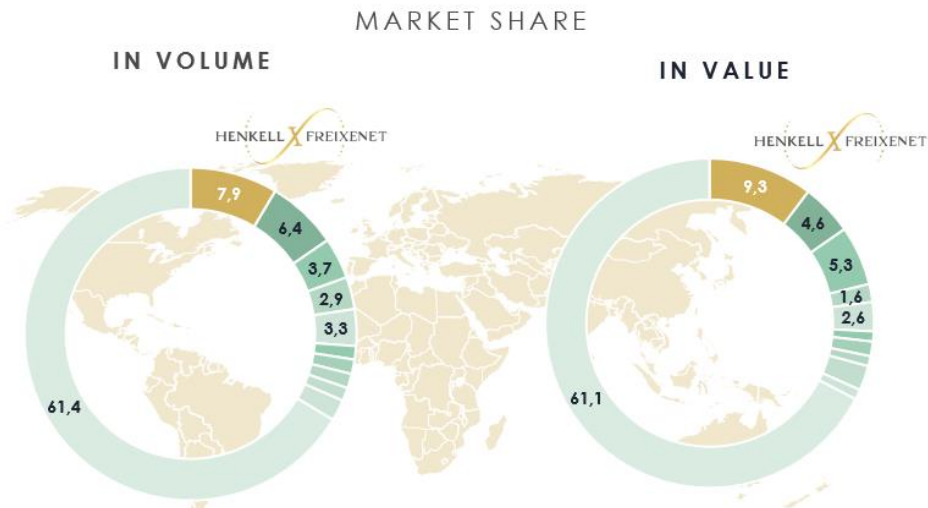 MARKET SHARE
IN VOLUME
IN VALUE
HENKELL X FREIXENET
HENKELL X FREIXENET
7,9
6,4
3,7
2,9
3,3
61,4
9,3
4,6
5,3
1,6
2,6
61,1